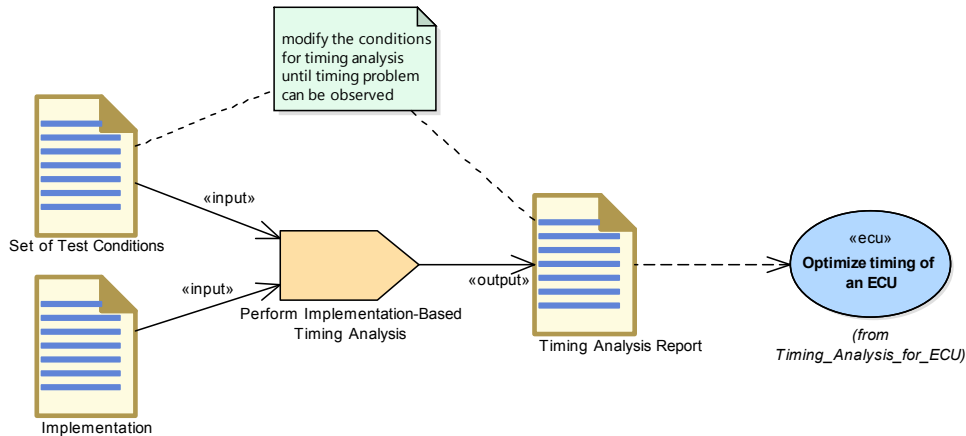 modify the conditions
for timing analysis
until timing problem
can be observed
«input»
Set of Test Conditions
«ecu»
Optimize timing of
an ECU
«input»
«output»
Perform Implementation-Based
Timing Analysis
(from
Timing_Analysis_for_ECU)
Timing Analysis Report
Implementation